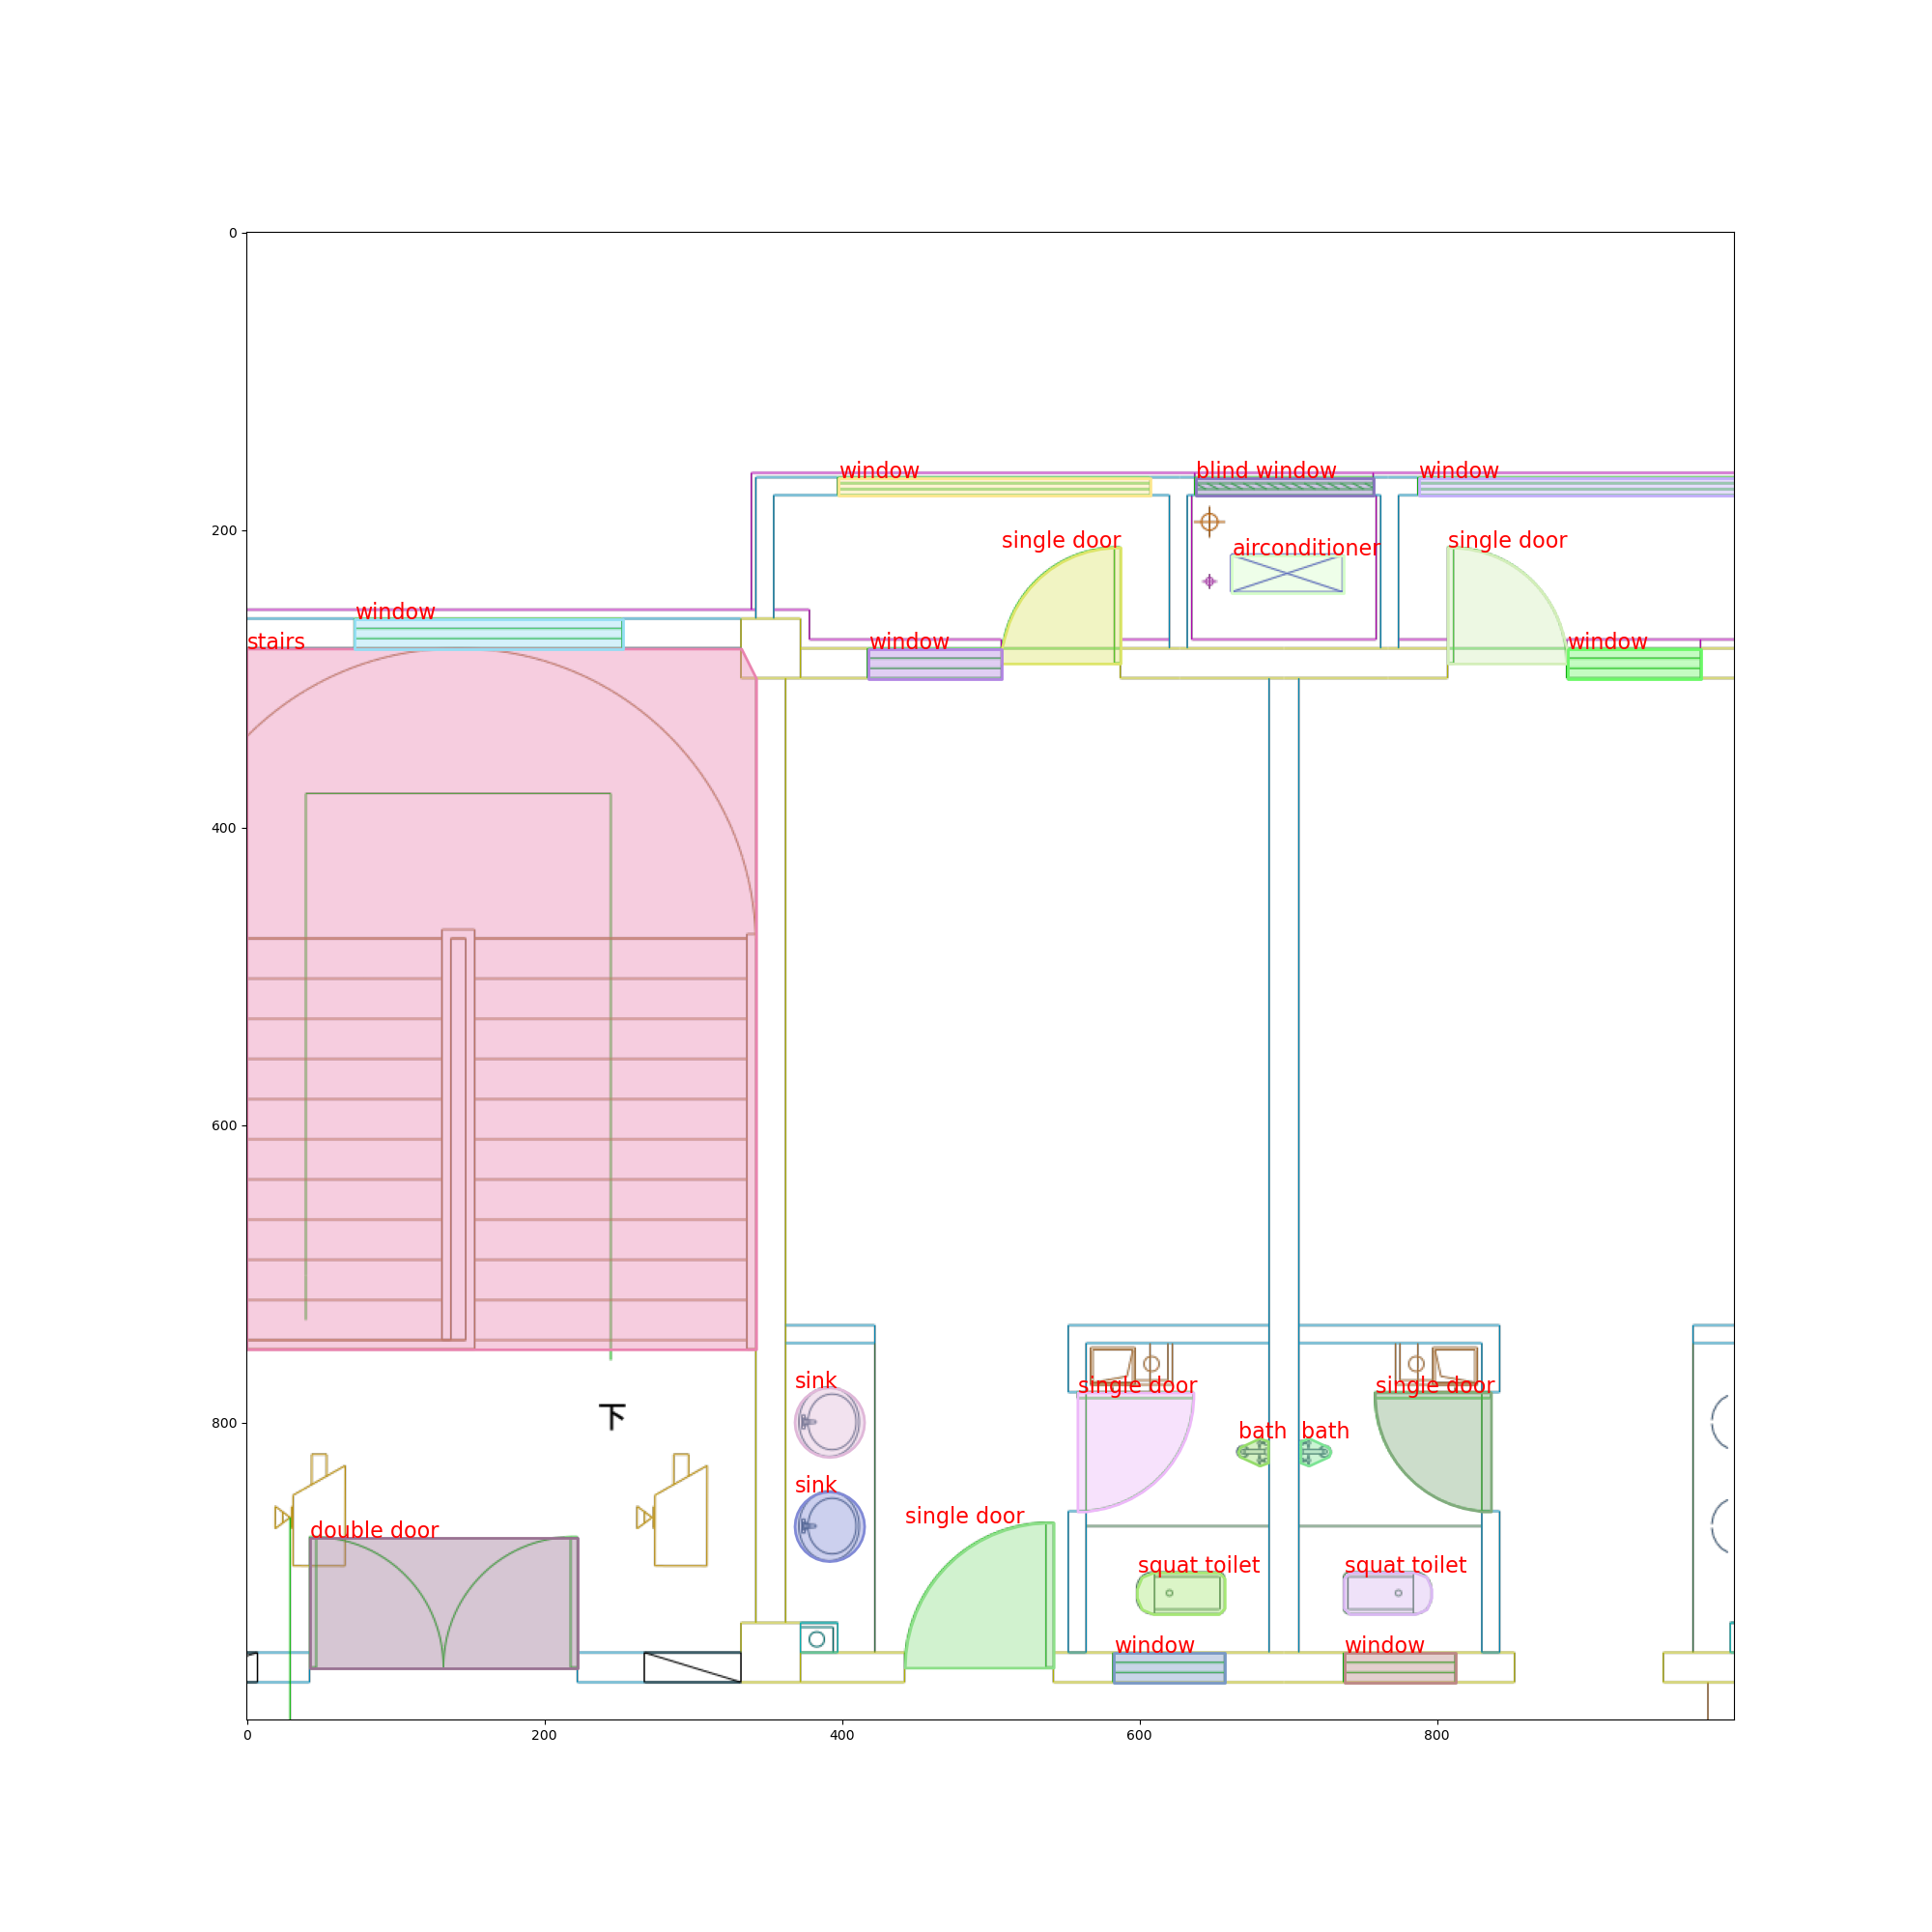 0
window
blind window
window
200
single door
airconditioner
single door
window
stairs
window
window
400
600
sink
single door
single door
800
下
bath
bath
sink
single door
double door
squat toilet
squat toilet
window
window
0
200
400
600
800